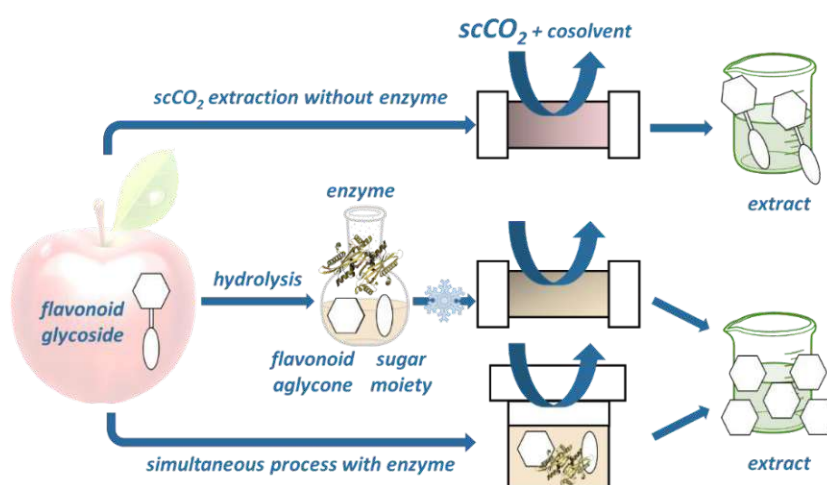 scCO₂ + cosolvent
scCO₂ extraction without enzyme
extract
enzyme
hydrolysis
flavonoid
glycoside
flavonoid
aglycone
sugar
moiety
simultaneous process with enzyme
extract